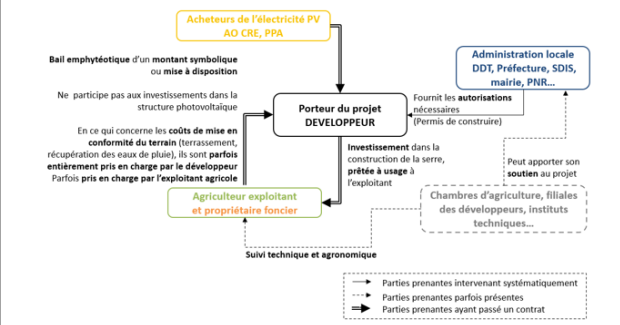 Acheteurs de l'électricité PV
AO CRE, PPA
Bail emphytéotique d'un montant symbolique
ou mise à disposition
Ne participe pas aux investissements dans la
structure photovoltaïque
En ce qui concerne les coûts de mise en
conformité du terrain (terrassement,
récupération des eaux de pluie), ils sont parfois
entièrement pris en charge par le développeur
Parfois pris en charge par l'exploitant agricole
Porteur du projet
DEVELOPPEUR
Administration locale
DDT, Préfecture, SDIS,
mairie, PNR...
Fournit les autorisations
nécessaires
(Permis de construire)
Investissement dans la
construction de la serre,
prêtée à usage à
l'exploitant
Peut apporter son
soutien au projet
Agriculteur exploitant
et propriétaire foncier
Chambres d'agriculture, filiales
des développeurs, instituts
techniques...
Suivi technique et agronomique
Parties prenantes intervenant systématiquement
Parties prenantes parfois présentes
Parties prenantes ayant passé un contrat